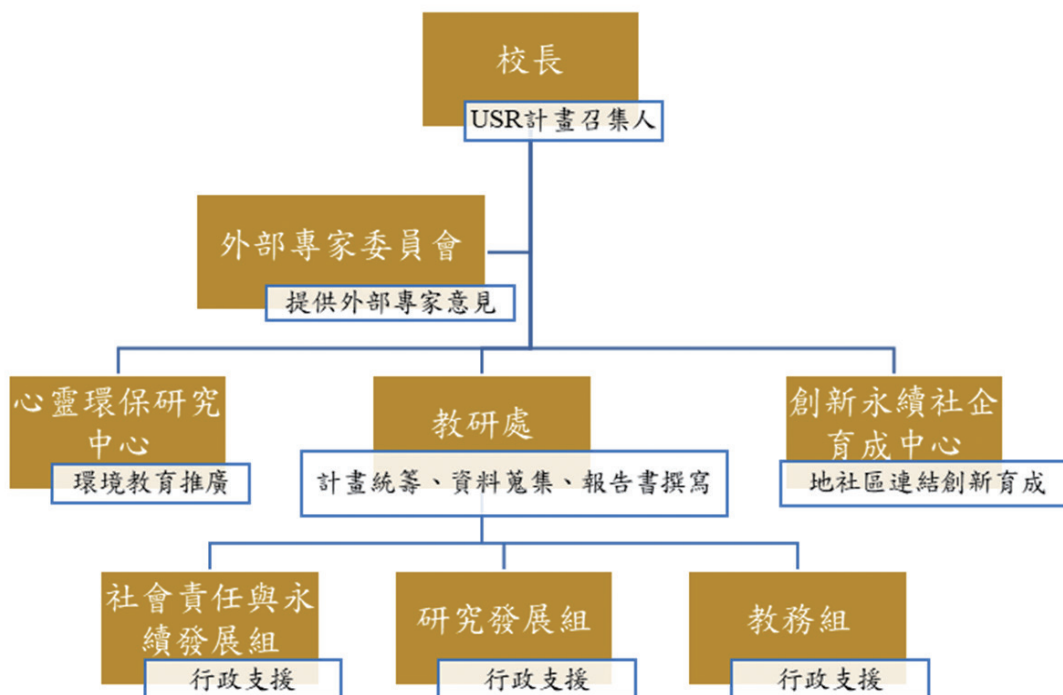 校長
USR計畫召集人
外部專家委員會
提供外部專家意見
心靈環保研究
中心
環境教育推廣
教研處
計畫統籌、資料蒐集、報告書撰寫
創新永續社企
育成中心
地社區連結創新育成
社會責任與永
續發展組
行政支援
研究發展組
行政支援
教務組
行政支援